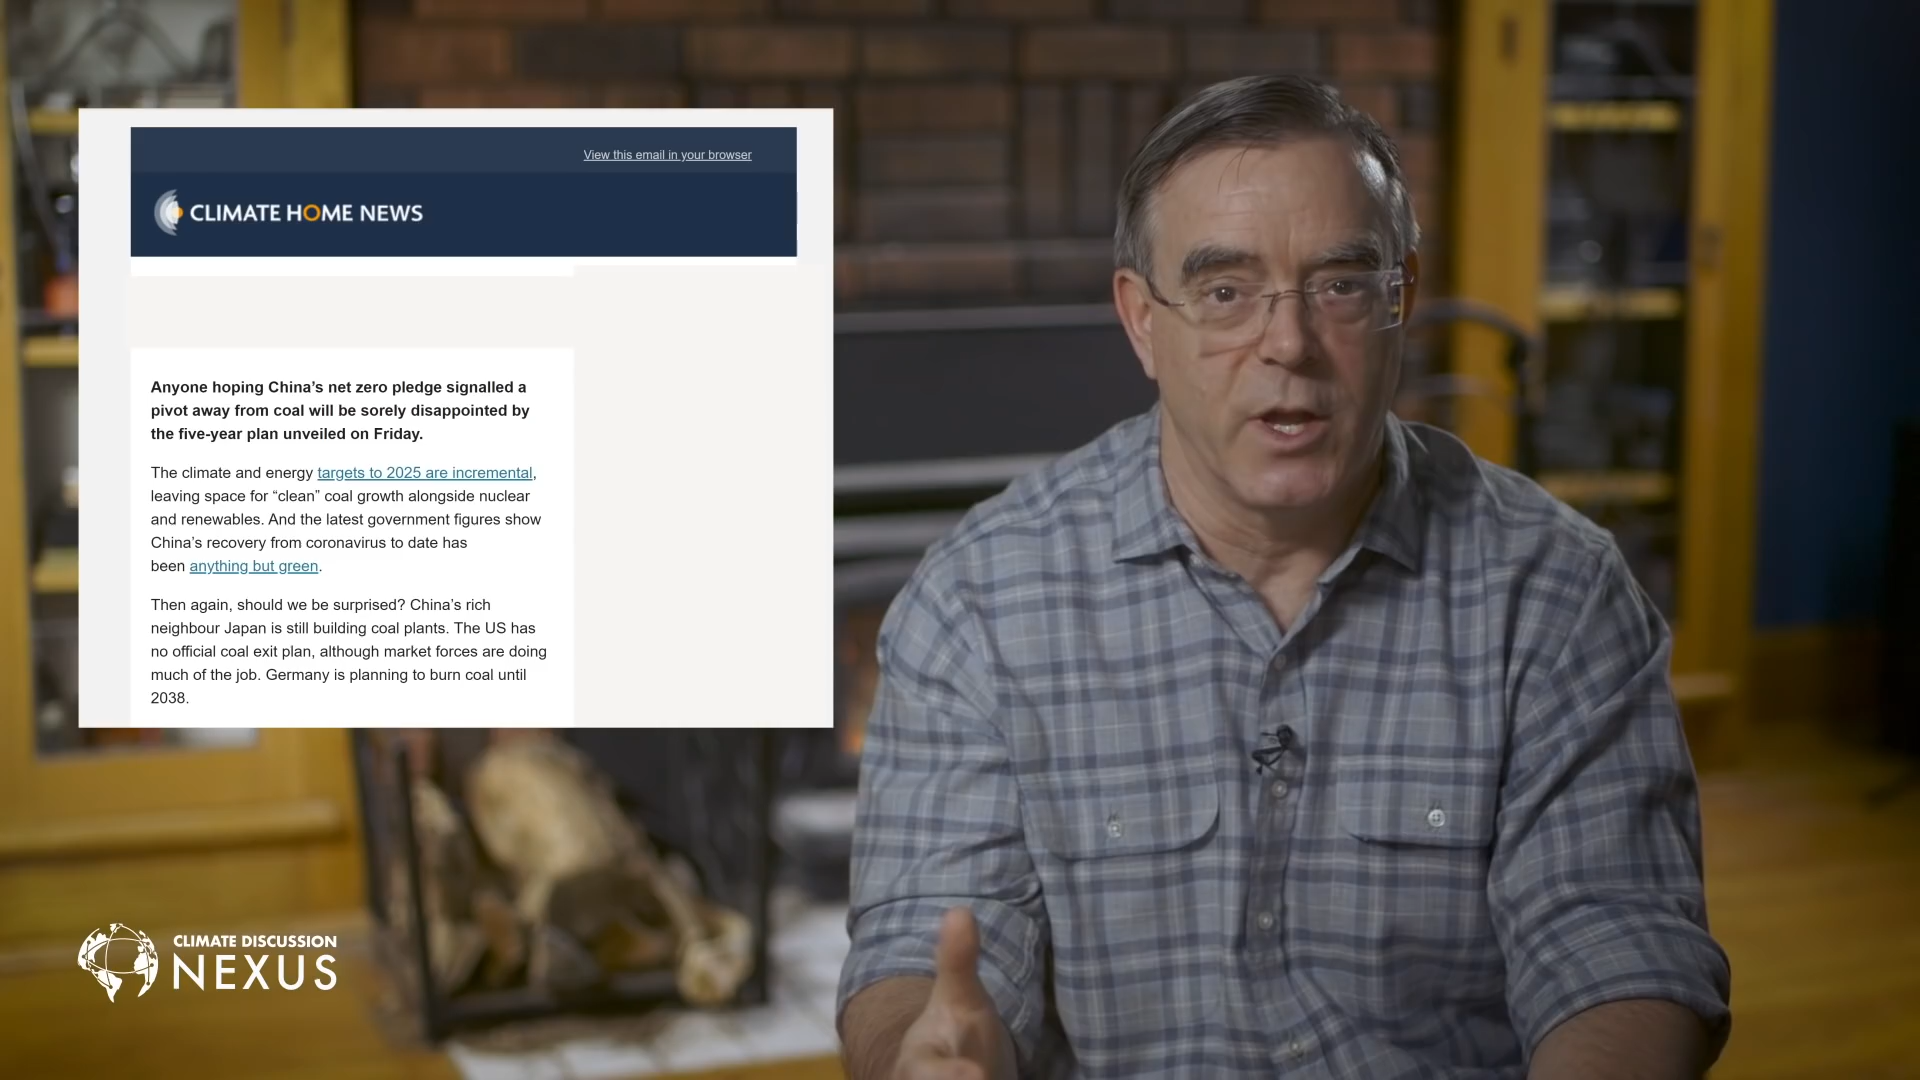 View this email in your browser
CLIMATE HOME NEWS
Anyone hoping China’s net zero pledge signalled a
pivot away from coal will be sorely disappointed by
the five-year plan unveiled on Friday.
The climate and energy targets to 2025 are incremental,
leaving space for “clean” coal growth alongside nuclear
and renewables. And the latest government figures show
China’s recovery from coronavirus to date has
been anything but green.
Then again, should we be surprised? China’s rich
neighbour Japan is still building coal plants. The US has
no official coal exit plan, although market forces are doing
much of the job. Germany is planning to burn coal until
2038.
CLIMATE DISCUSSION
NEXUS